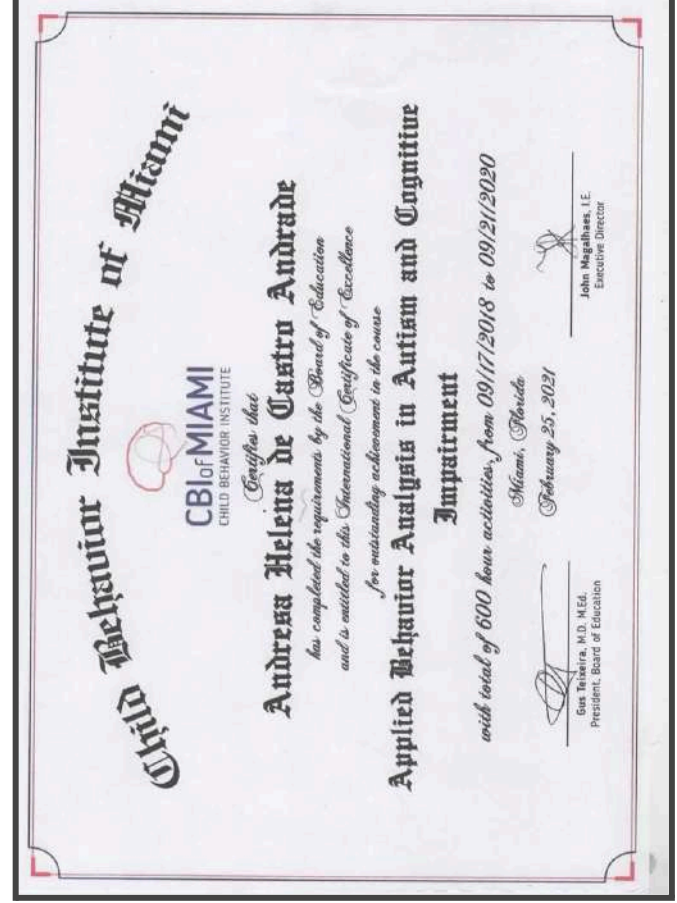 Child Behavior Institute of Miami
CBI of MIAMI
CHILD BEHAVIOR INSTITUTE
Certifies that
Andresa Helena de Castro Andrade
has completed the requirements by the Board of Education
and is entitled to this International Certificate of Excellence
for outstanding achievement in the course
Applied Behavior Analysis in Autism and Cognitive
Impairment
with total of 600 hour activities, from 09/17/2018 to 09/21/2020
Miami, Florida
February 25, 2021
Gus Teixeira, M.D. M.Ed.
President, Board of Education
John Magalhaes, I.E.
Executive Director